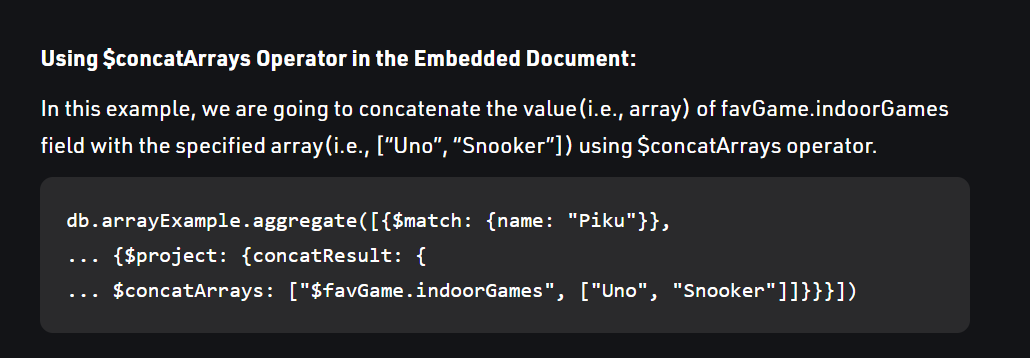 Using $concatArrays Operator in the Embedded Document:
In this example, we are going to concatenate the value(i.e., array) of favGame.indoorGames
field with the specified array(i.e., [“Uno”, “Snooker”]) using $concatArrays operator.
db.arrayExample.aggregate([{$match: {name: "Piku"}},
... {$project: {concatResult: {
... $concatArrays: ["$favGame.indoorGames", ["Uno", "Snooker"]]}}}])